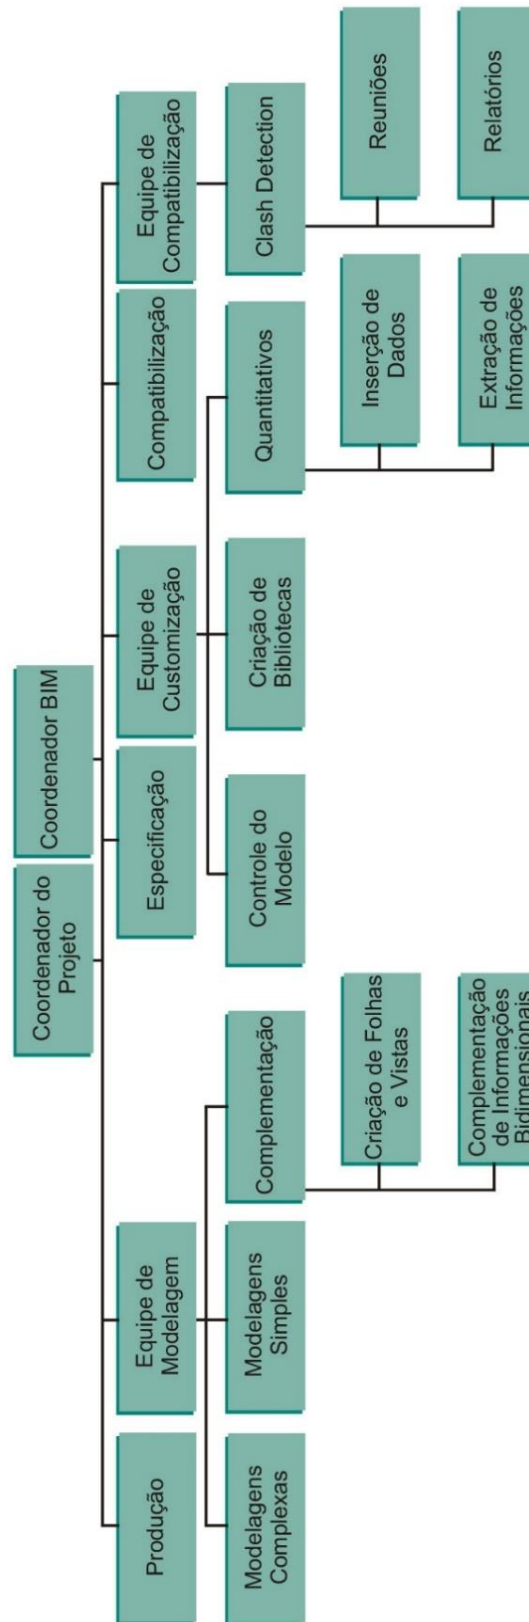 Coordenador do
Projeto
Coordenador BIM
Produção
Equipe de
Modelagem
Especificação
Equipe de
Customização
Compatibilização
Equipe de
Compatibilização
Modelagens
Complexas
Modelagens
Simples
Complementação
Controle do
Modelo
Criação de
Bibliotecas
Quantitativos
Clash Detection
Criação de Folhas
e Vistas
Inserção de
Dados
Reuniões
Complementação
de Informações
Bidimensionais
Extração de
Informações
Relatórios